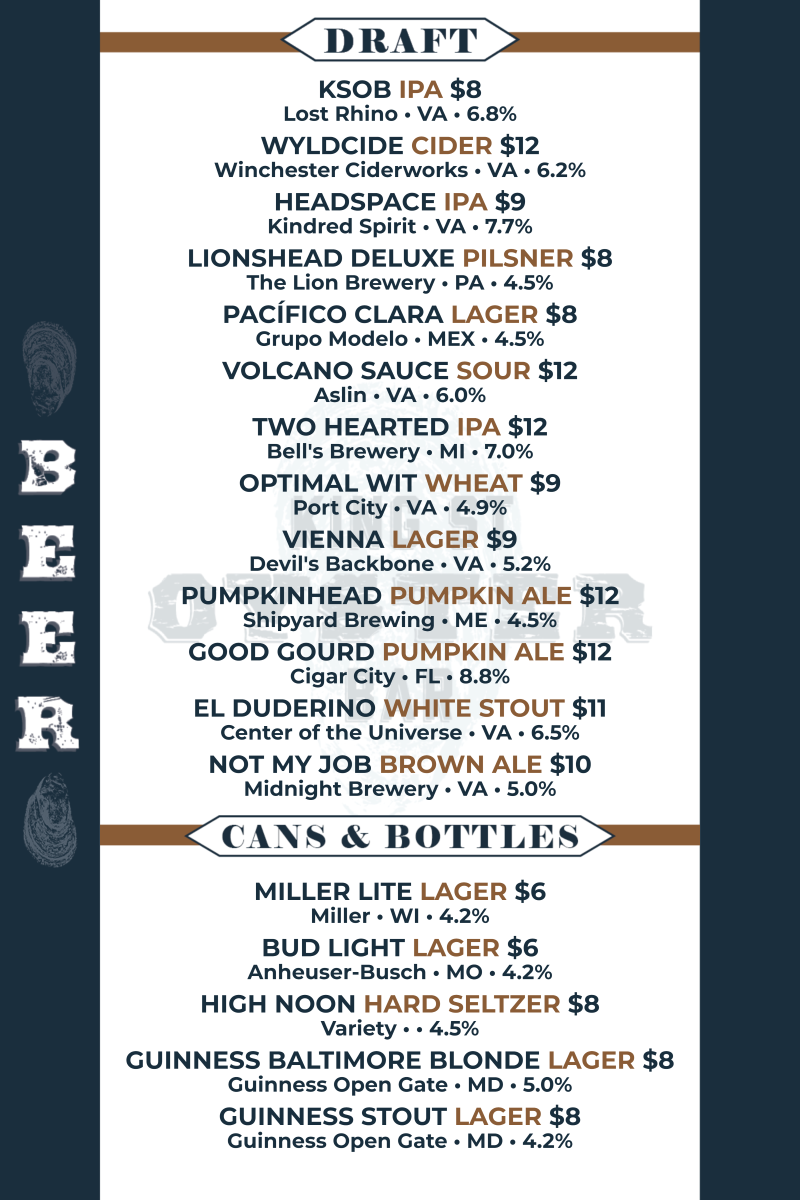 BEER
DRAFT
KSOB IPA $8
Lost Rhino • VA • 6.8%
WYLDCIDE CIDER $12
Winchester Ciderworks • VA • 6.2%
HEADSPACE IPA $9
Kindred Spirit • VA • 7.7%
LIONSHEAD DELUXE PILSNER $8
The Lion Brewery • PA • 4.5%
PACÍFICO CLARA LAGER $8
Grupo Modelo • MEX • 4.5%
VOLCANO SAUCE SOUR $12
Aslin • VA • 6.0%
TWO HEARTED IPA $12
Bell's Brewery • MI • 7.0%
OPTIMAL WIT WHEAT $9
Port City • VA • 4.9%
KING ST
VIENNA LAGER $9
Devil's Backbone • VA • 5.2%
OYSTER
PUMPKINHEAD PUMPKIN ALE $12
Shipyard Brewing • ME • 4.5%
GOOD GOURD PUMPKIN ALE $12
Cigar City • FL • 8.8%
BAR
EL DUDERINO WHITE STOUT $11
Center of the Universe • VA • 6.5%
NOT MY JOB BROWN ALE $10
Midnight Brewery • VA • 5.0%
CANS & BOTTLES
MILLER LITE LAGER $6
Miller • WI • 4.2%
BUD LIGHT LAGER $6
Anheuser-Busch • MO • 4.2%
HIGH NOON HARD SELTZER $8
Variety • • 4.5%
GUINNESS BALTIMORE BLONDE LAGER $8
Guinness Open Gate • MD • 5.0%
GUINNESS STOUT LAGER $8
Guinness Open Gate • MD • 4.2%